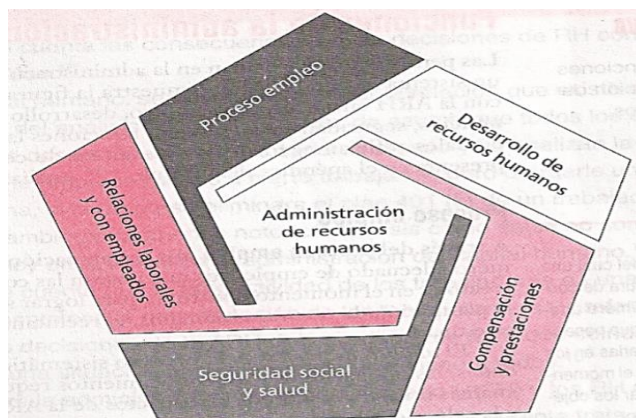 Proceso empleo
Desarrollo de
recursos humanos
Relaciones laborales
y con empleados
Administración
de recursos
humanos
Compensación
y prestaciones
Seguridad social
y salud